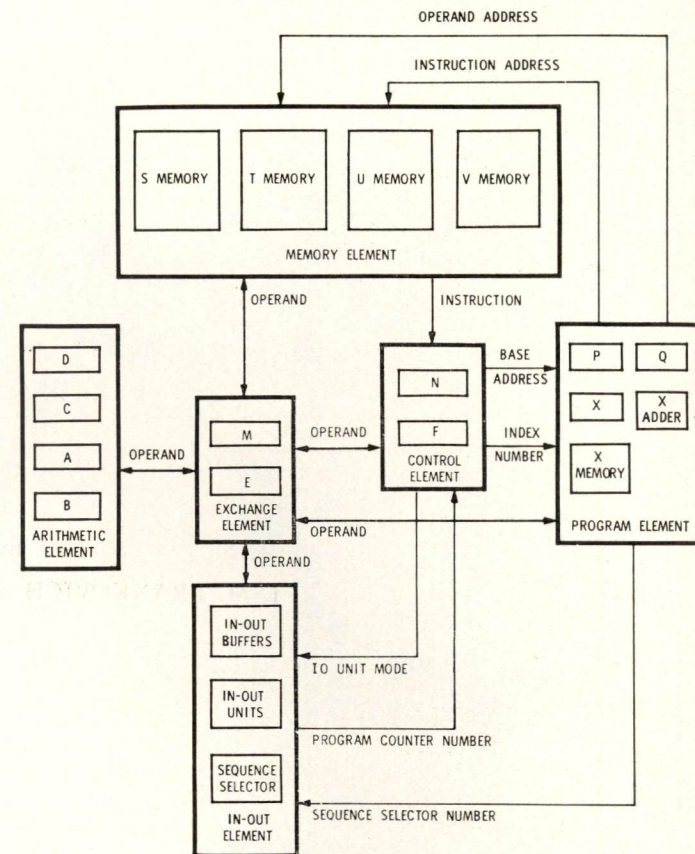 OPERAND ADDRESS
INSTRUCTION ADDRESS
S MEMORY
T MEMORY
U MEMORY
V MEMORY
MEMORY ELEMENT
OPERAND
INSTRUCTION
D
C
A
B
ARITHMETIC
ELEMENT
OPERAND
M
E
EXCHANGE
ELEMENT
OPERAND
N
F
CONTROL
ELEMENT
BASE
ADDRESS
INDEX
NUMBER
P
Q
X
X
ADDER
X
MEMORY
PROGRAM ELEMENT
OPERAND
OPERAND
IN-OUT
BUFFERS
IN-OUT
UNITS
SEQUENCE
SELECTOR
IN-OUT
ELEMENT
IO UNIT MODE
PROGRAM COUNTER NUMBER
SEQUENCE SELECTOR NUMBER